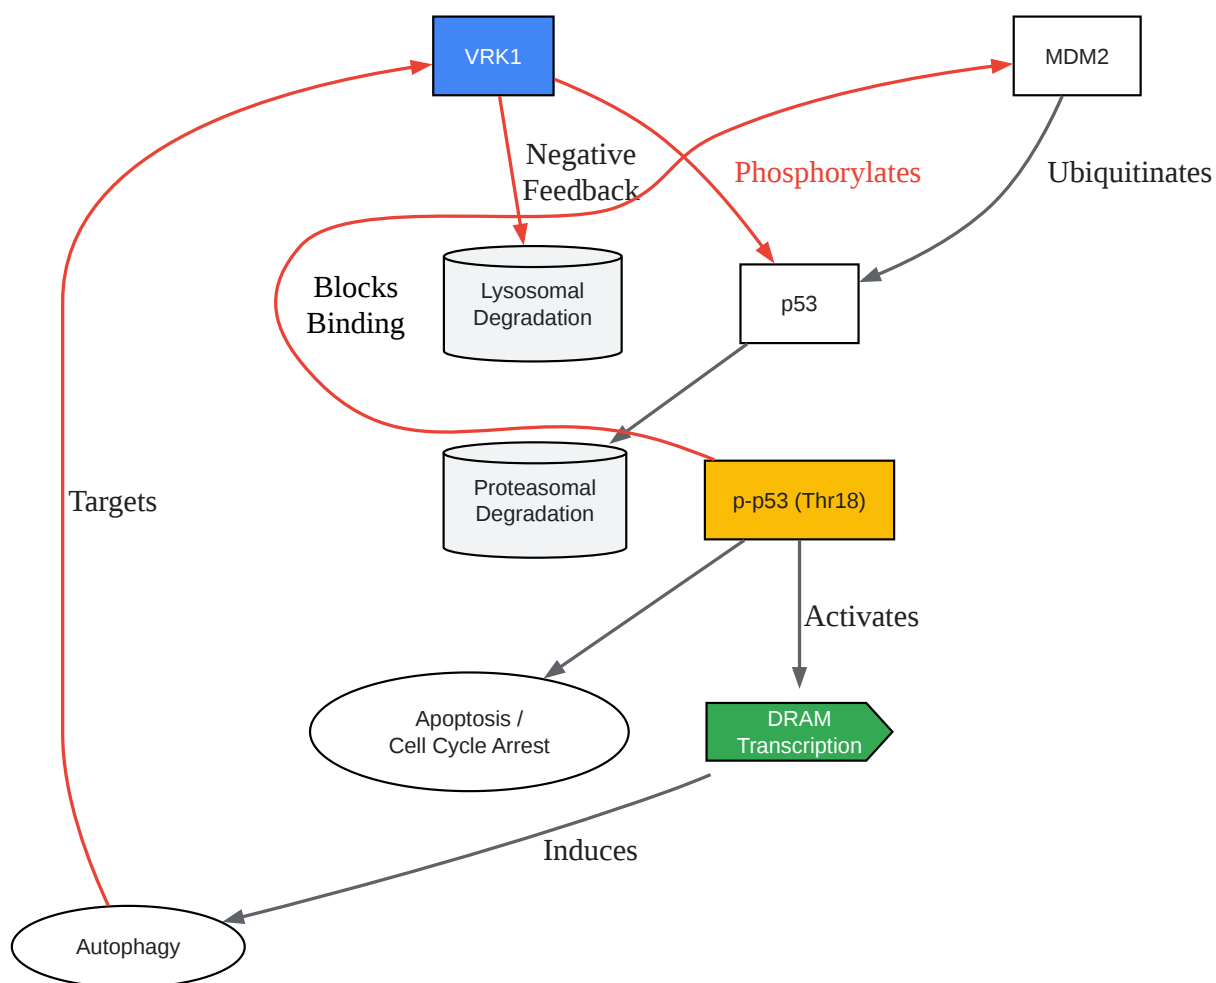 VRK1
MDM2
Negative
Feedback
Phosphorylates
Ubiquitinates
Blocks
Binding
Lysosomal
Degradation
p53
Targets
Proteasomal
Degradation
p-p53 (Thr18)
Activates
Apoptosis /
Cell Cycle Arrest
DRAM
Transcription
Induces
Autophagy